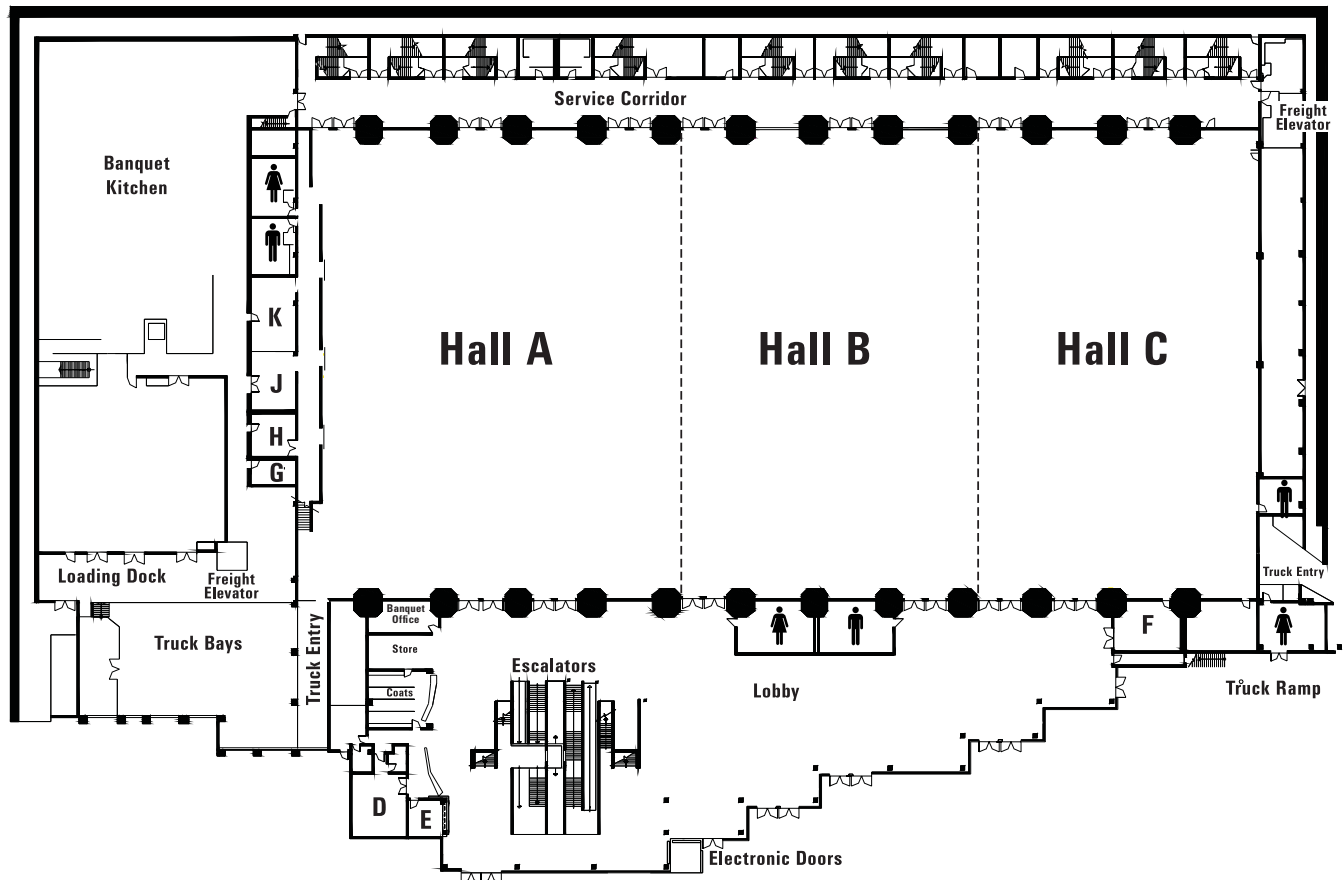 Service Corridor
Freight
Elevator
Banquet
Kitchen
K
Hall A
Hall B
Hall C
J
H
G
Loading Dock
Freight
Elevator
Truck Entry
Banquet
Office
Truck Bays
Truck Entry
Store
F
Escalators
Coats
Lobby
Truck Ramp
D
E
Electronic Doors